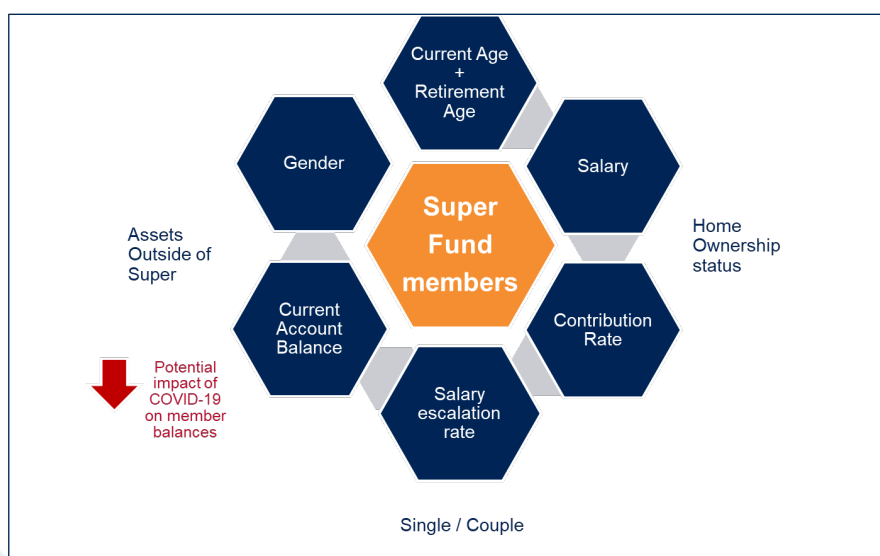 Current Age
+
Retirement
Age
Gender
Salary
Super
Fund
members
Assets
Outside of
Super
Home
Ownership
status
Current
Account
Balance
Contribution
Rate
Potential
impact of
COVID-19
on member
balances
Salary
escalation
rate
Single / Couple